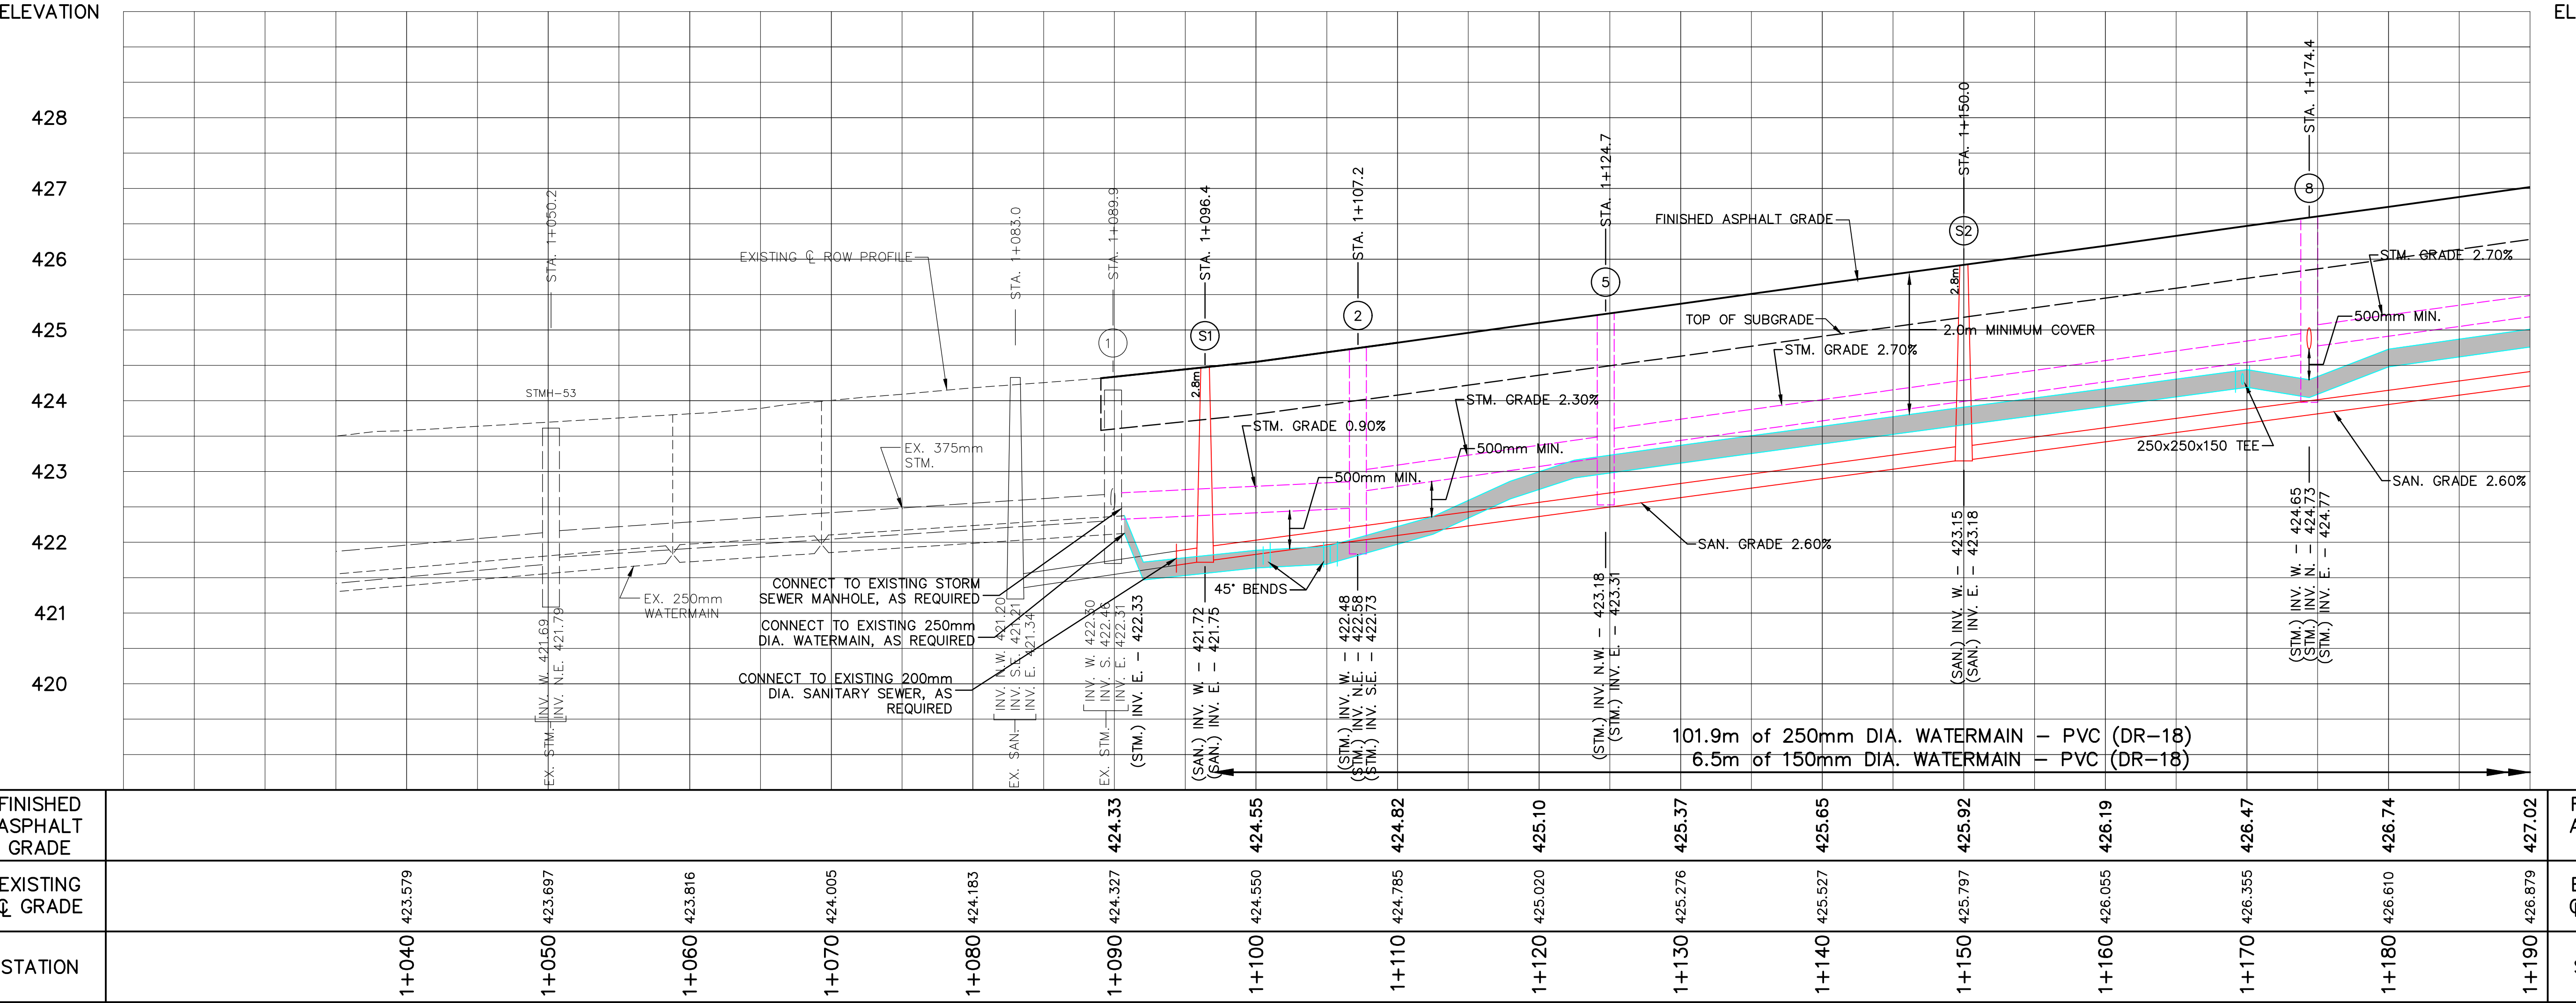 ELEVATION
EL
428
427
426
425
424
423
422
421
420
STA. 1+050.2
STA. 1+083.0
STA. 1+089.9
STA. 1+096.4
STA. 1+107.2
STA. 1+124.7
STA. 1+150.0
STA. 1+174.4
1
S1
2
5
S2
8
STMH-53
EXISTING ℄ ROW PROFILE
FINISHED ASPHALT GRADE
TOP OF SUBGRADE
2.0m MINIMUM COVER
2.8m
2.8m
STM. GRADE 2.70%
STM. GRADE 2.70%
500mm MIN.
STM. GRADE 2.30%
STM. GRADE 0.90%
500mm MIN.
500mm MIN.
EX. 375mm
STM.
EX. 250mm
WATERMAIN
250x250x150 TEE
SAN. GRADE 2.60%
SAN. GRADE 2.60%
45° BENDS
CONNECT TO EXISTING STORM
SEWER MANHOLE, AS REQUIRED
CONNECT TO EXISTING 250mm
DIA. WATERMAIN, AS REQUIRED
CONNECT TO EXISTING 200mm
DIA. SANITARY SEWER, AS
REQUIRED
EX. STM.
INV. W. 421.69
INV. N.E. 421.79
EX. SAN.
INV. N.W. 421.20
INV. S.E. 421.21
INV. E. 421.34
EX. STM.
INV. W. 422.30
INV. S. 422.46
INV. E. 422.31
(STM.) INV. E. - 422.33
(SAN.) INV. W. - 421.72
(SAN.) INV. E. - 421.75
(STM.) INV. W. - 422.48
(STM.) INV. N.E. - 422.58
(STM.) INV. S.E. - 422.73
(STM.) INV. N.W. - 423.18
(STM.) INV. E. - 423.31
(SAN.) INV. W. - 423.15
(SAN.) INV. E. - 423.18
(STM.) INV. W. - 424.65
(STM.) INV. N. - 424.73
(STM.) INV. E. - 424.77
101.9m of 250mm DIA. WATERMAIN - PVC (DR-18)
6.5m of 150mm DIA. WATERMAIN - PVC (DR-18)
FINISHED
ASPHALT
GRADE
424.33 424.55 424.82 425.10 425.37 425.65 425.92 426.19 426.47 426.74 427.02
EXISTING
℄ GRADE
423.579 423.697 423.816 424.005 424.183 424.327 424.550 424.785 425.020 425.276 425.527 425.797 426.055 426.355 426.610 426.879
STATION
1+040 1+050 1+060 1+070 1+080 1+090 1+100 1+110 1+120 1+130 1+140 1+150 1+160 1+170 1+180 1+190